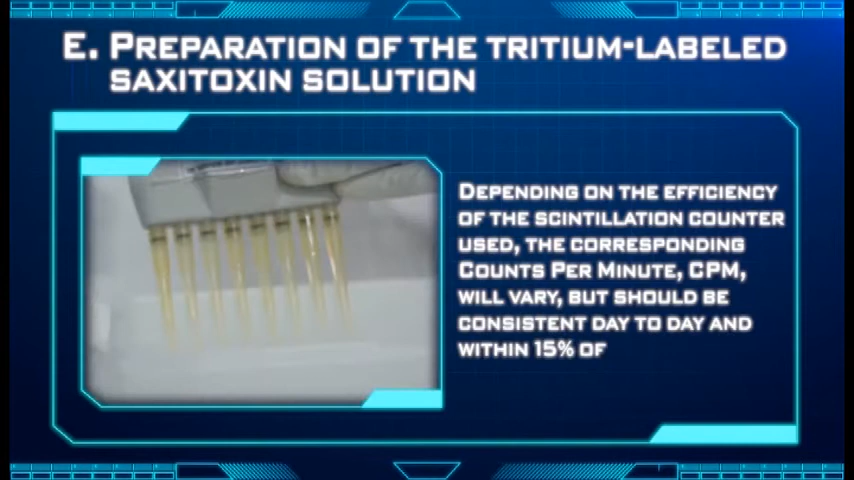 E. PREPARATION OF THE TRITIUM-LABELED
SAXITOXIN SOLUTION
DEPENDING ON THE EFFICIENCY
OF THE SCINTILLATION COUNTER
USED, THE CORRESPONDING
COUNTS PER MINUTE, CPM,
WILL VARY, BUT SHOULD BE
CONSISTENT DAY TO DAY AND
WITHIN 15% OF